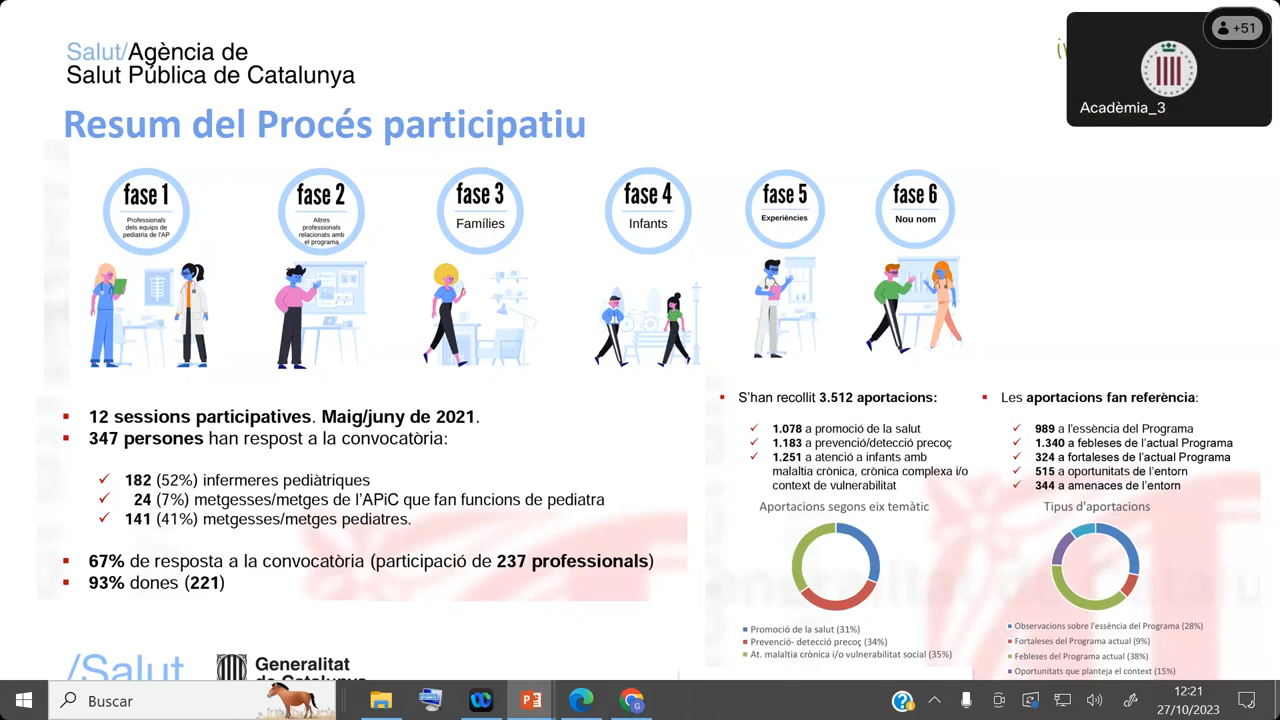 Salut/Agència de
Salut Pública de Catalunya
+51
Acadèmia_3
Resum del Procés participatiu
fase 1
Professionals
dels equips de
pediatria de l'AP
fase 2
Altres
professionals
relacionats amb
el programa
fase 3
Famílies
fase 4
Infants
fase 5
Experiències
fase 6
Nou nom
12 sessions participatives. Maig/juny de 2021.
347 persones han respost a la convocatòria:
182 (52%) infermeres pediàtriques
24 (7%) metgesses/metges de l'APiC que fan funcions de pediatra
141 (41%) metgesses/metges pediatres.
67% de resposta a la convocatòria (participació de 237 professionals)
93% dones (221)
S'han recollit 3.512 aportacions:
1.078 a promoció de la salut
1.183 a prevenció/detecció precoç
1.251 a atenció a infants amb
malaltia crònica, crònica complexa i/o
context de vulnerabilitat
Aportacions segons eix temàtic
Promoció de la salut (31%)
Prevenció- detecció precoç (34%)
At. malaltia crònica i/o vulnerabilitat social (35%)
Les aportacions fan referència:
989 a l'essència del Programa
1.340 a febleses de l'actual Programa
324 a fortaleses de l'actual Programa
515 a oportunitats de l'entorn
344 a amenaces de l'entorn
Tipus d'aportacions
Observacions sobre l'essència del Programa (28%)
Fortaleses del Programa actual (9%)
Febleses del Programa actual (38%)
Oportunitats que planteja el context (15%)
/Salut
Generalitat
de Catalunya
Buscar
12:21
27/10/2023